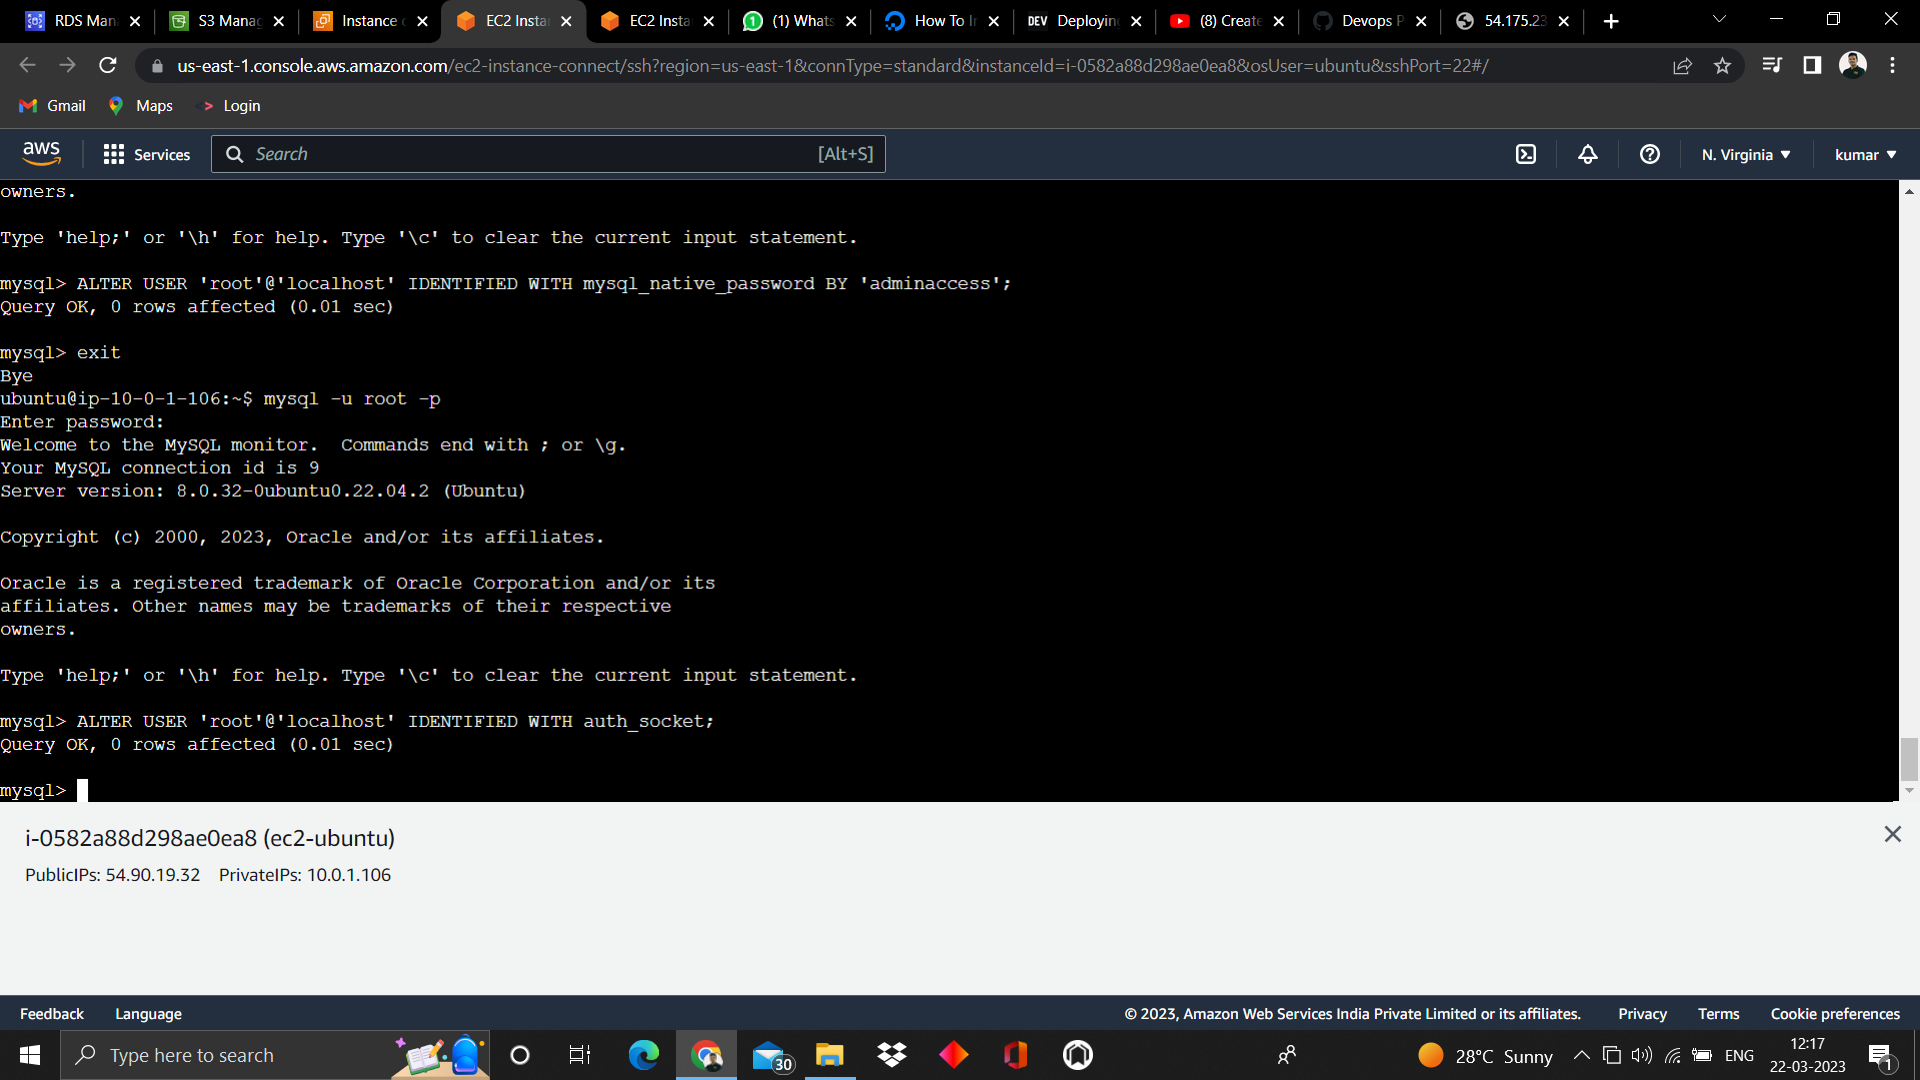 RDS Man
S3 Manag
Instance c
EC2 Insta
EC2 Insta
(1) Whats
How To In
DEV Deploying
(8) Create
Devops P
54.175.23
us-east-1.console.aws.amazon.com/ec2-instance-connect/ssh?region=us-east-1&connType=standard&instanceId=i-0582a88d298ae0ea8&osUser=ubuntu&sshPort=22#/
Gmail Maps Login
aws Services Search [Alt+S] N. Virginia kumar
owners.
Type 'help;' or '\h' for help. Type '\c' to clear the current input statement.
mysql> ALTER USER 'root'@'localhost' IDENTIFIED WITH mysql_native_password BY 'adminaccess';
Query OK, 0 rows affected (0.01 sec)
mysql> exit
Bye
ubuntu@ip-10-0-1-106:~$ mysql -u root -p
Enter password:
Welcome to the MySQL monitor.  Commands end with ; or \g.
Your MySQL connection id is 9
Server version: 8.0.32-0ubuntu0.22.04.2 (Ubuntu)
Copyright (c) 2000, 2023, Oracle and/or its affiliates.
Oracle is a registered trademark of Oracle Corporation and/or its
affiliates. Other names may be trademarks of their respective
owners.
Type 'help;' or '\h' for help. Type '\c' to clear the current input statement.
mysql> ALTER USER 'root'@'localhost' IDENTIFIED WITH auth_socket;
Query OK, 0 rows affected (0.01 sec)
mysql>
i-0582a88d298ae0ea8 (ec2-ubuntu)
PublicIPs: 54.90.19.32 PrivateIPs: 10.0.1.106
Feedback Language © 2023, Amazon Web Services India Private Limited or its affiliates. Privacy Terms Cookie preferences
Type here to search 30 28°C Sunny ENG 12:17
22-03-2023 1